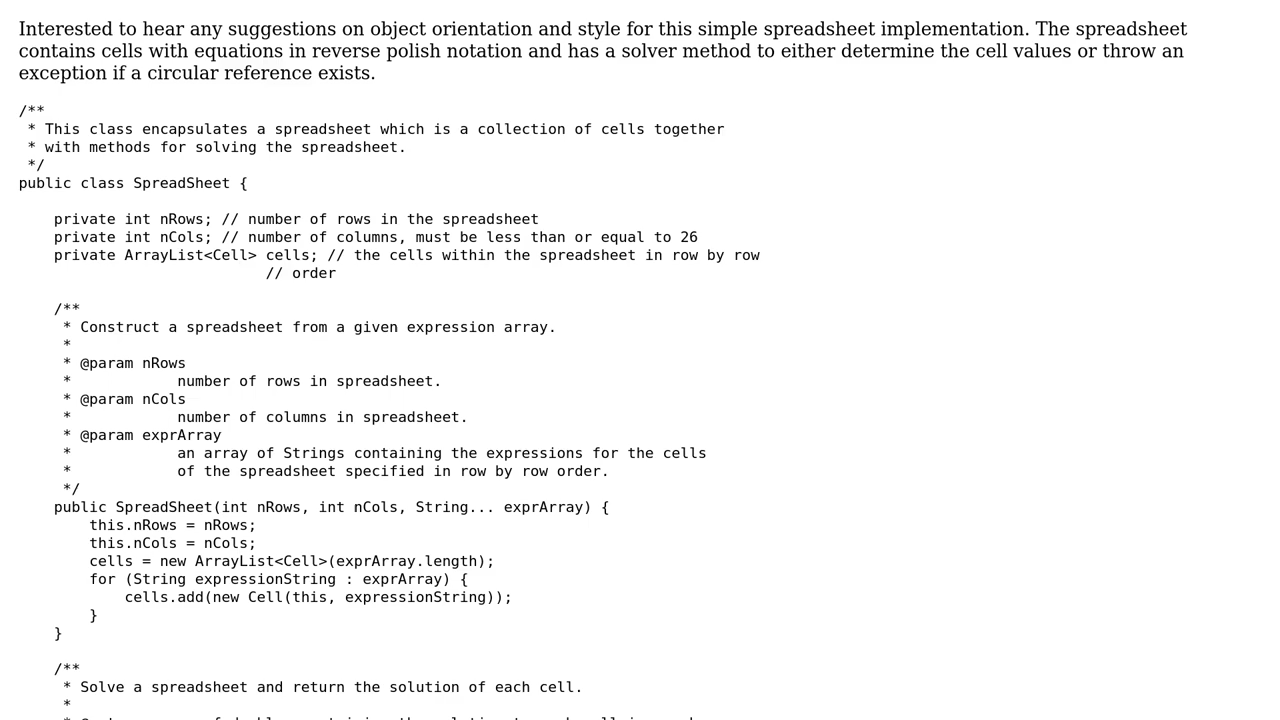 Interested to hear any suggestions on object orientation and style for this simple spreadsheet implementation. The spreadsheet
contains cells with equations in reverse polish notation and has a solver method to either determine the cell values or throw an
exception if a circular reference exists.
/**
 * This class encapsulates a spreadsheet which is a collection of cells together
 * with methods for solving the spreadsheet.
 */
public class SpreadSheet {
    private int nRows; // number of rows in the spreadsheet
    private int nCols; // number of columns, must be less than or equal to 26
    private ArrayList<Cell> cells; // the cells within the spreadsheet in row by row
                            // order
    /**
     * Construct a spreadsheet from a given expression array.
     *
     * @param nRows
     *            number of rows in spreadsheet.
     * @param nCols
     *            number of columns in spreadsheet.
     * @param exprArray
     *            an array of Strings containing the expressions for the cells
     *            of the spreadsheet specified in row by row order.
     */
    public SpreadSheet(int nRows, int nCols, String... exprArray) {
        this.nRows = nRows;
        this.nCols = nCols;
        cells = new ArrayList<Cell>(exprArray.length);
        for (String expressionString : exprArray) {
            cells.add(new Cell(this, expressionString));
        }
    }
    /**
     * Solve a spreadsheet and return the solution of each cell.
     *